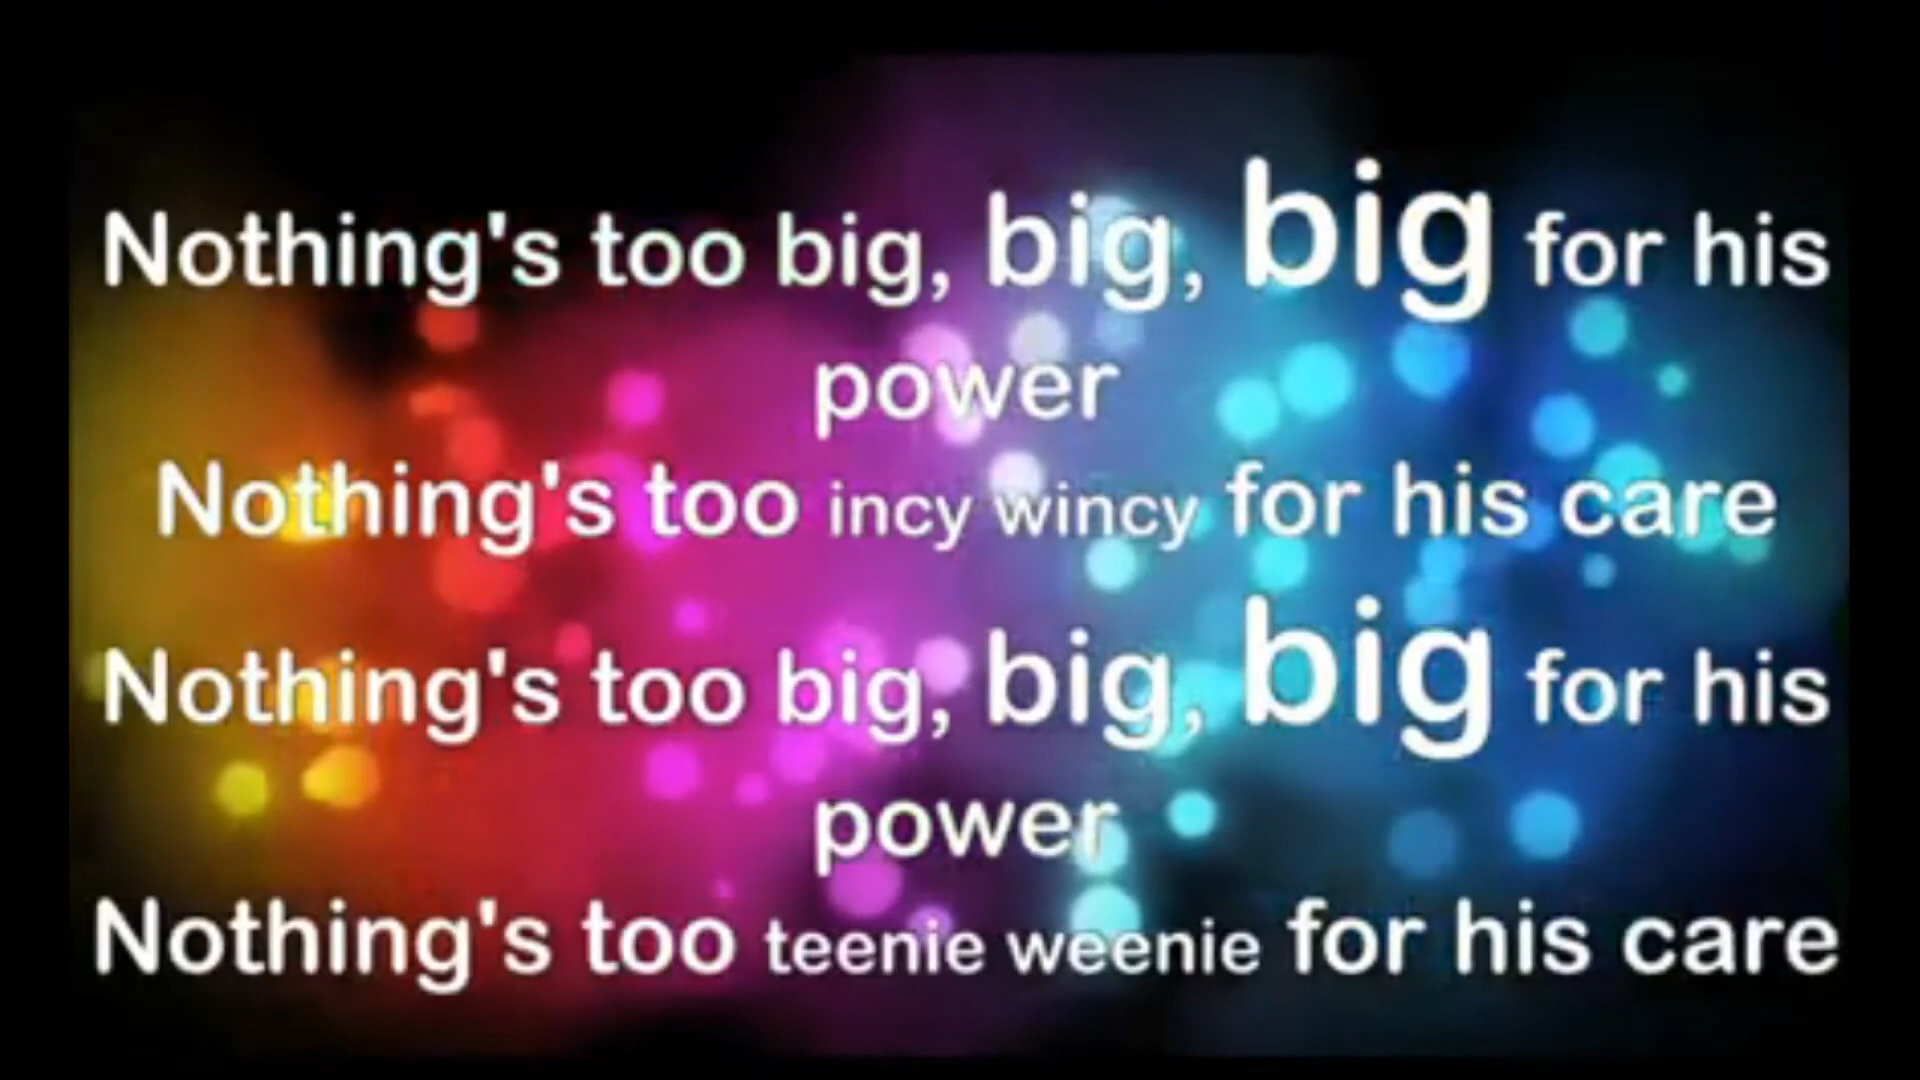 Nothing's too big, big, big for his
power
Nothing's too incy wincy for his care
Nothing's too big, big, big for his
power
Nothing's too teenie weenie for his care